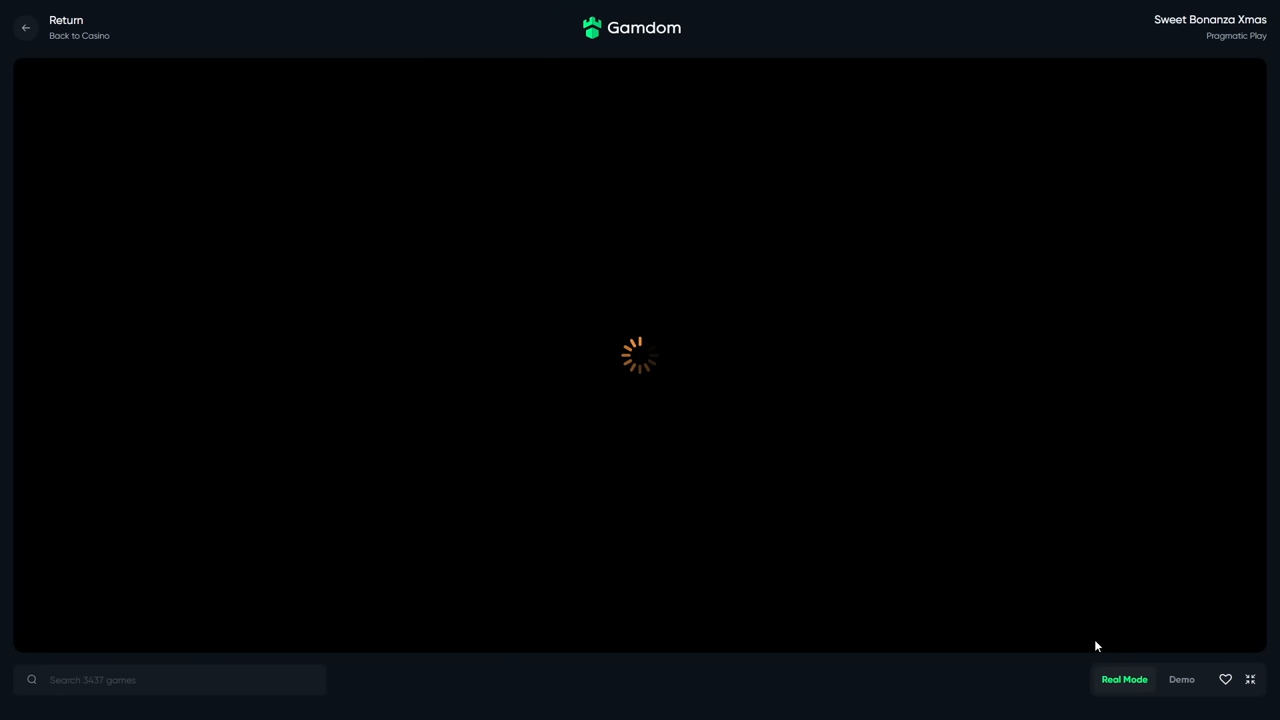 Return
Back to Casino
Gamdom
Sweet Bonanza Xmas
Pragmatic Play
Search 3437 games
Real Mode
Demo